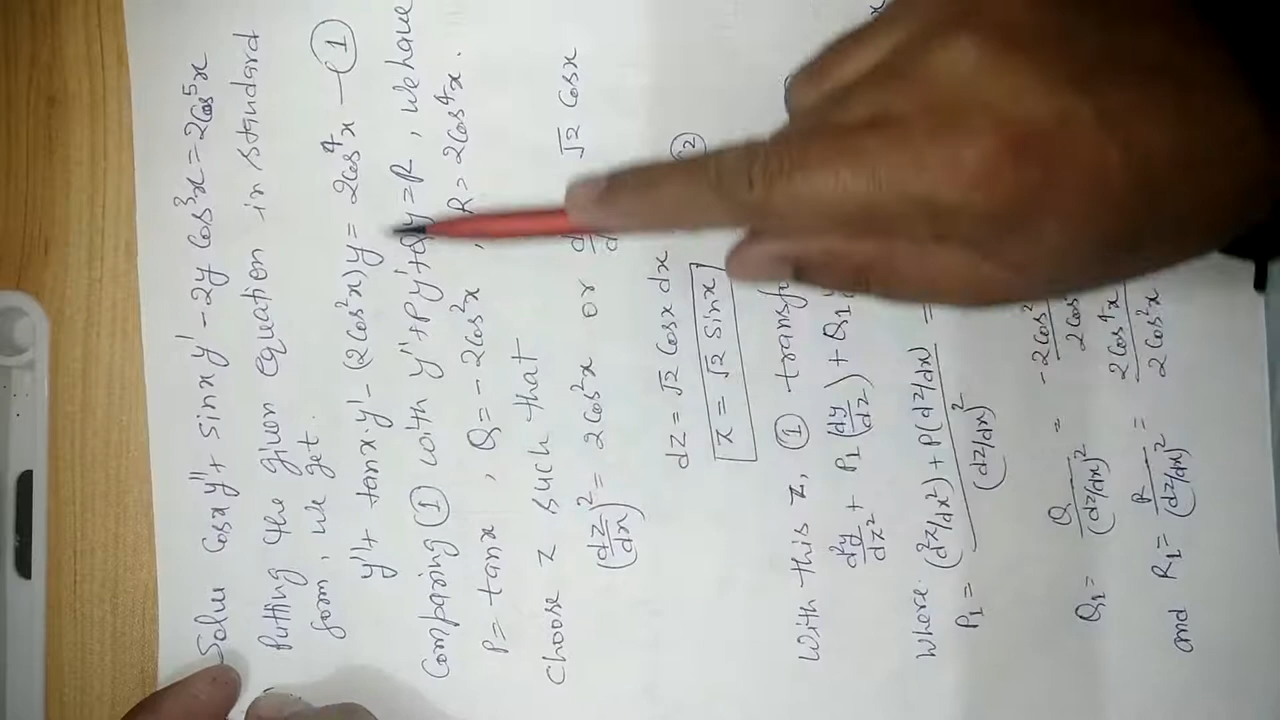 Solve cosx y'' + sinx y' - 2y cos³x = 2cos⁵x
Putting the given equation in standard
form, we get.
y'' + tanx.y' - (2cos²x)y = 2cos⁴x —①
Comparing ① with y'' + Py' + Qy = R, we have
P = tanx , Q = -2cos²x , R = 2cos⁴x.
Choose z such that
(dz/dx)² = 2cos²x or √2 cosx
dz = √2 cosx dx
z = √2 sinx
②
With this z, ①
d²y/dz² + P₁(dy/dz) + Q₁
Where.
P₁ = ((d²z/dx²) + P(dz/dx))/(dz/dx)² =
Q₁ = Q/(dz/dx)² = -2cos²
and R₁ = R/(dz/dx)² = 2cos⁴x/2cos²x